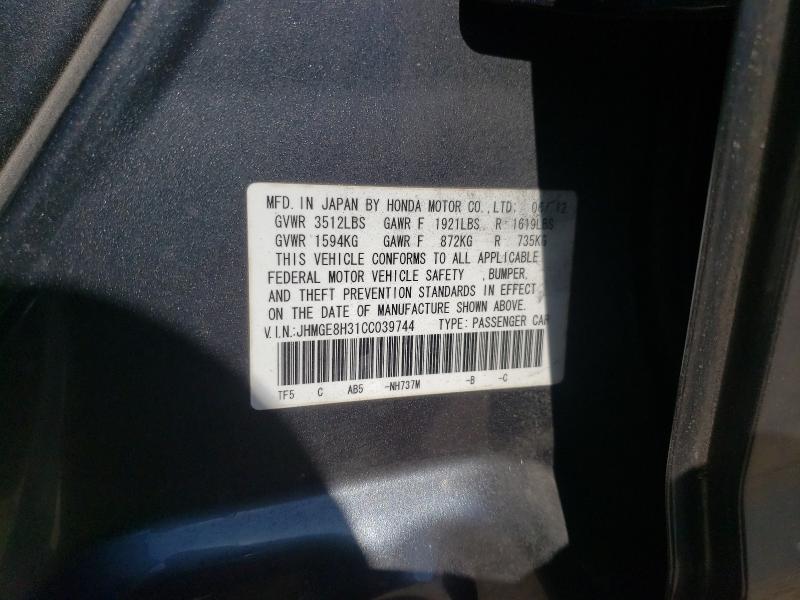 MFD. IN JAPAN BY HONDA MOTOR CO.,LTD: 06/12
GVWR 3512LBS GAWR F 1921LBS R 1619LBS
GVWR 1594KG GAWR F 872KG R 735KG
THIS VEHICLE CONFORMS TO ALL APPLICABLE
FEDERAL MOTOR VEHICLE SAFETY ,BUMPER,
AND THEFT PREVENTION STANDARDS IN EFFECT
ON THE DATE OF MANUFACTURE SHOWN ABOVE.
V.I.N.:JHMGE8H31CC039744 TYPE: PASSENGER CAR
TF5 C AB5 -NH737M -B -C